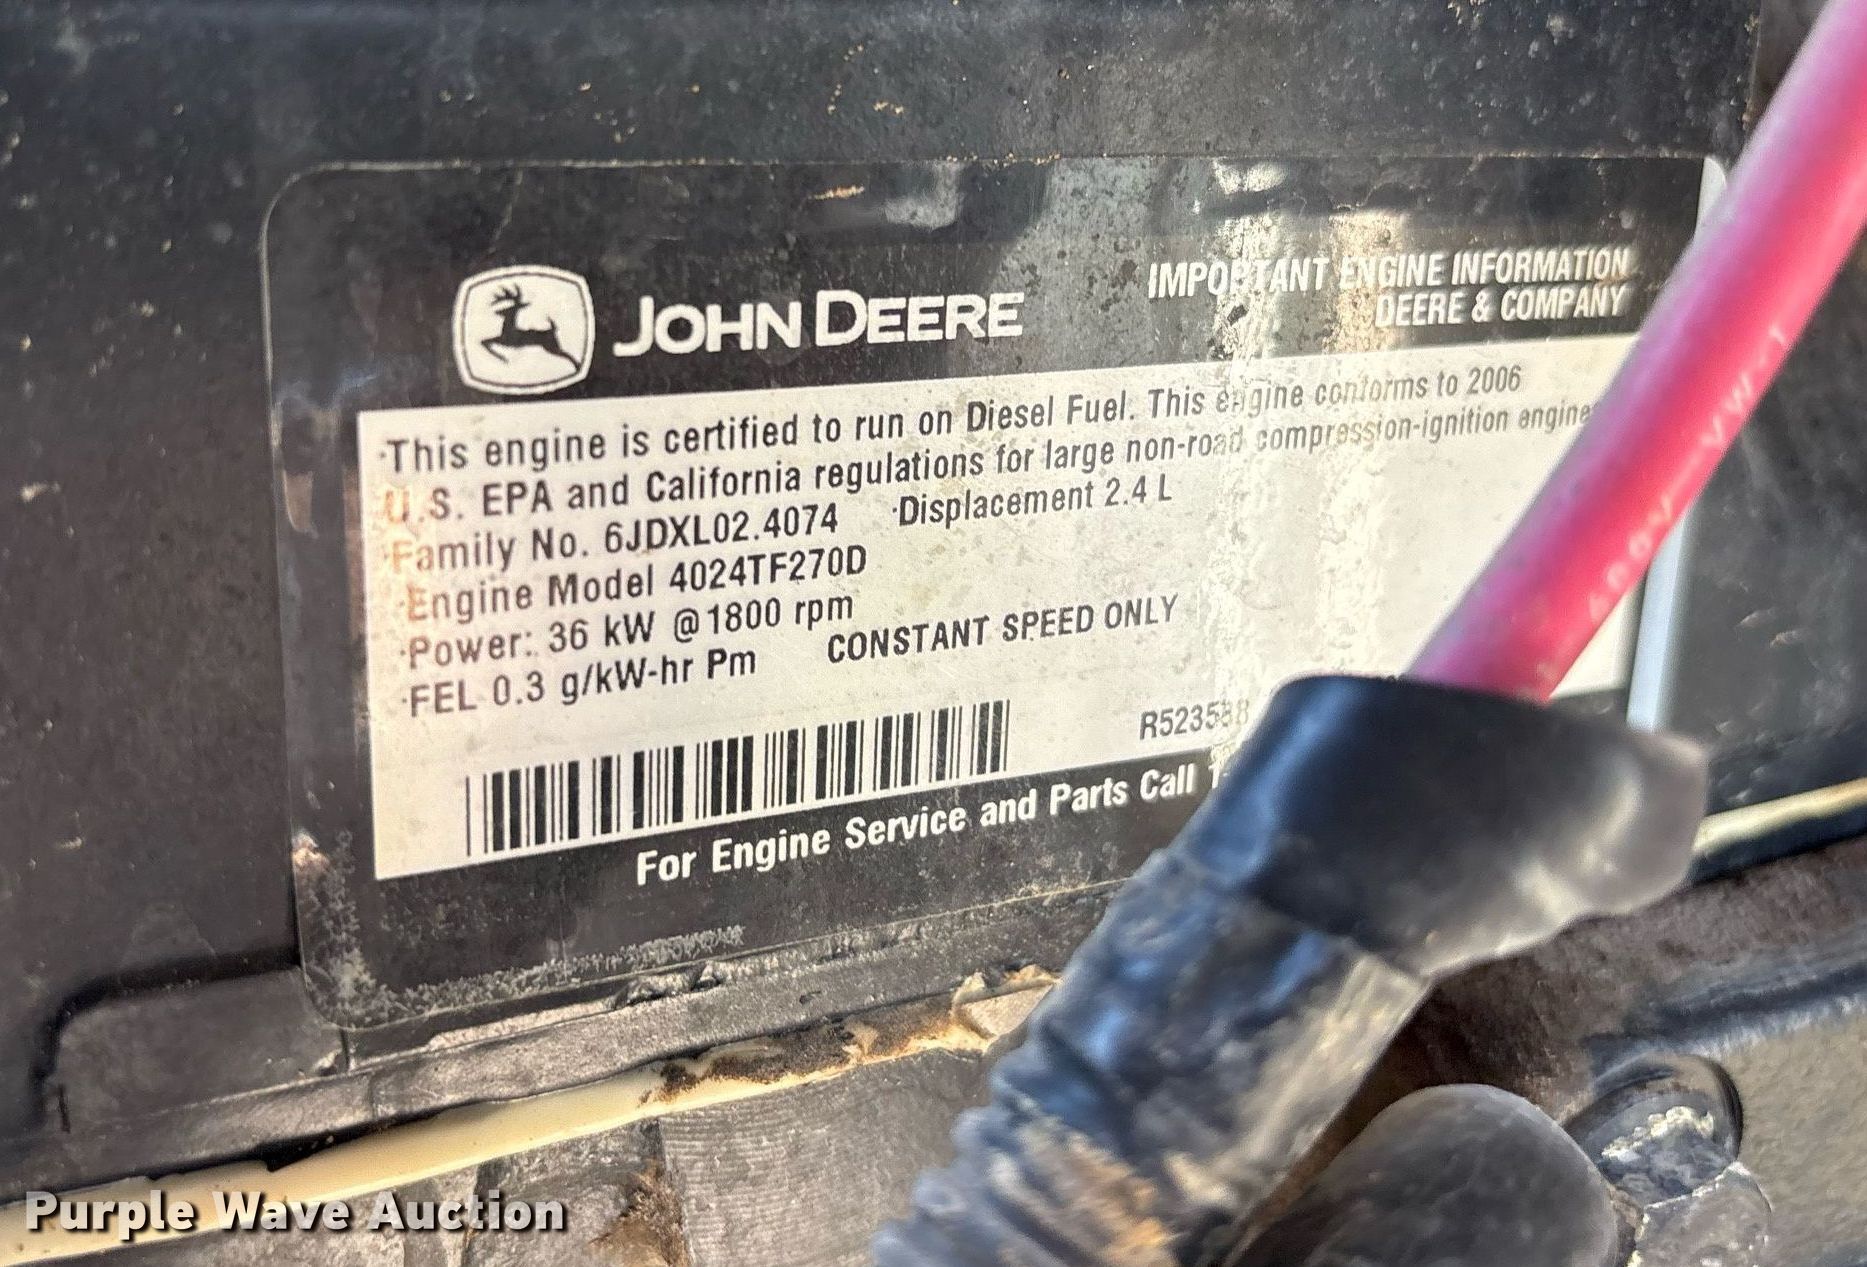 JOHN DEERE
IMPORTANT ENGINE INFORMATION
DEERE & COMPANY
·This engine is certified to run on Diesel Fuel. This engine conforms to 2006
U.S. EPA and California regulations for large non-road compression-ignition engine
·Family No. 6JDXL02.4074 ·Displacement 2.4 L
·Engine Model 4024TF270D
·Power: 36 kW @1800 rpm
·FEL 0.3 g/kW-hr Pm CONSTANT SPEED ONLY
For Engine Service and Parts Call
Purple Wave Auction